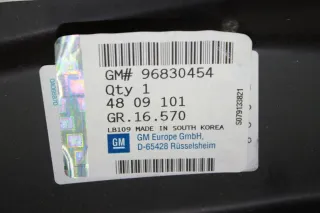 GM# 96830454
Qty 1
48 09 101
GR.16.570
LB109 MADE IN SOUTH KOREA
GM
GM Europe GmbH,
D-65428 Rüsselsheim